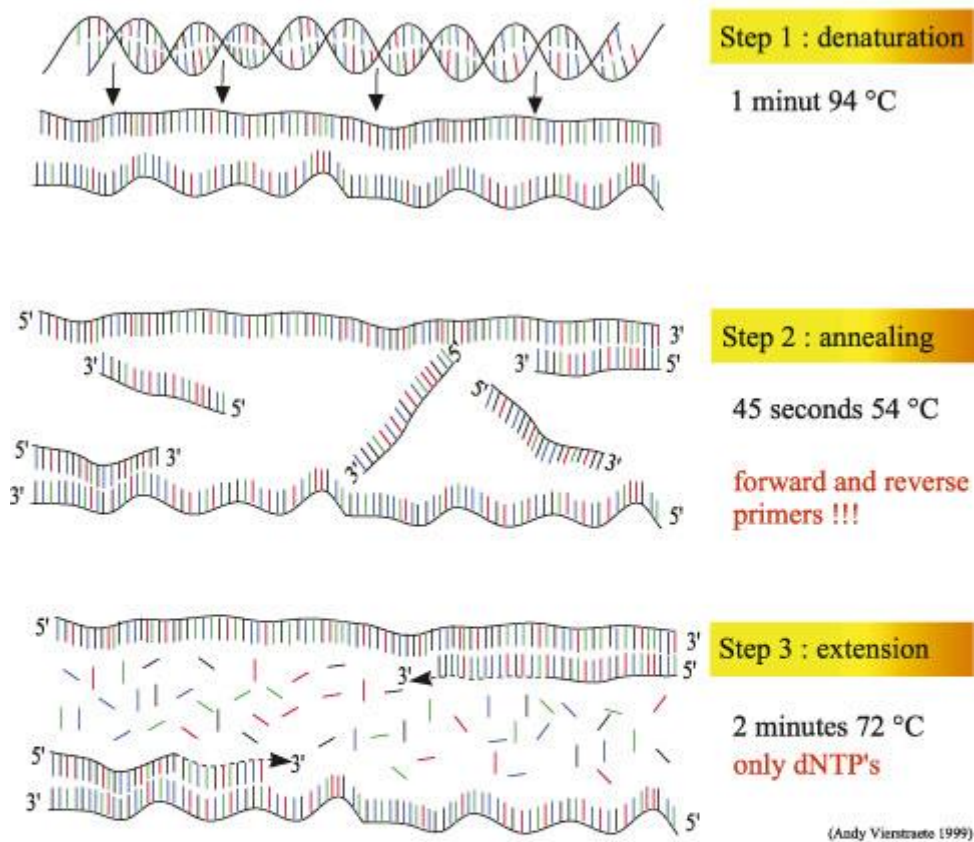 Step 1 : denaturation
1 minut 94 °C
5'
3'
Step 2 : annealing
3'
5'
5'
3'
5'
5'
3'
5'
3'
3'
3'
5'
45 seconds 54 °C
forward and reverse
primers !!!
5'
3'
Step 3 : extension
3'
5'
5'
3'
3'
5'
2 minutes 72 °C
only dNTP's
(Andy Vierstraete 1999)